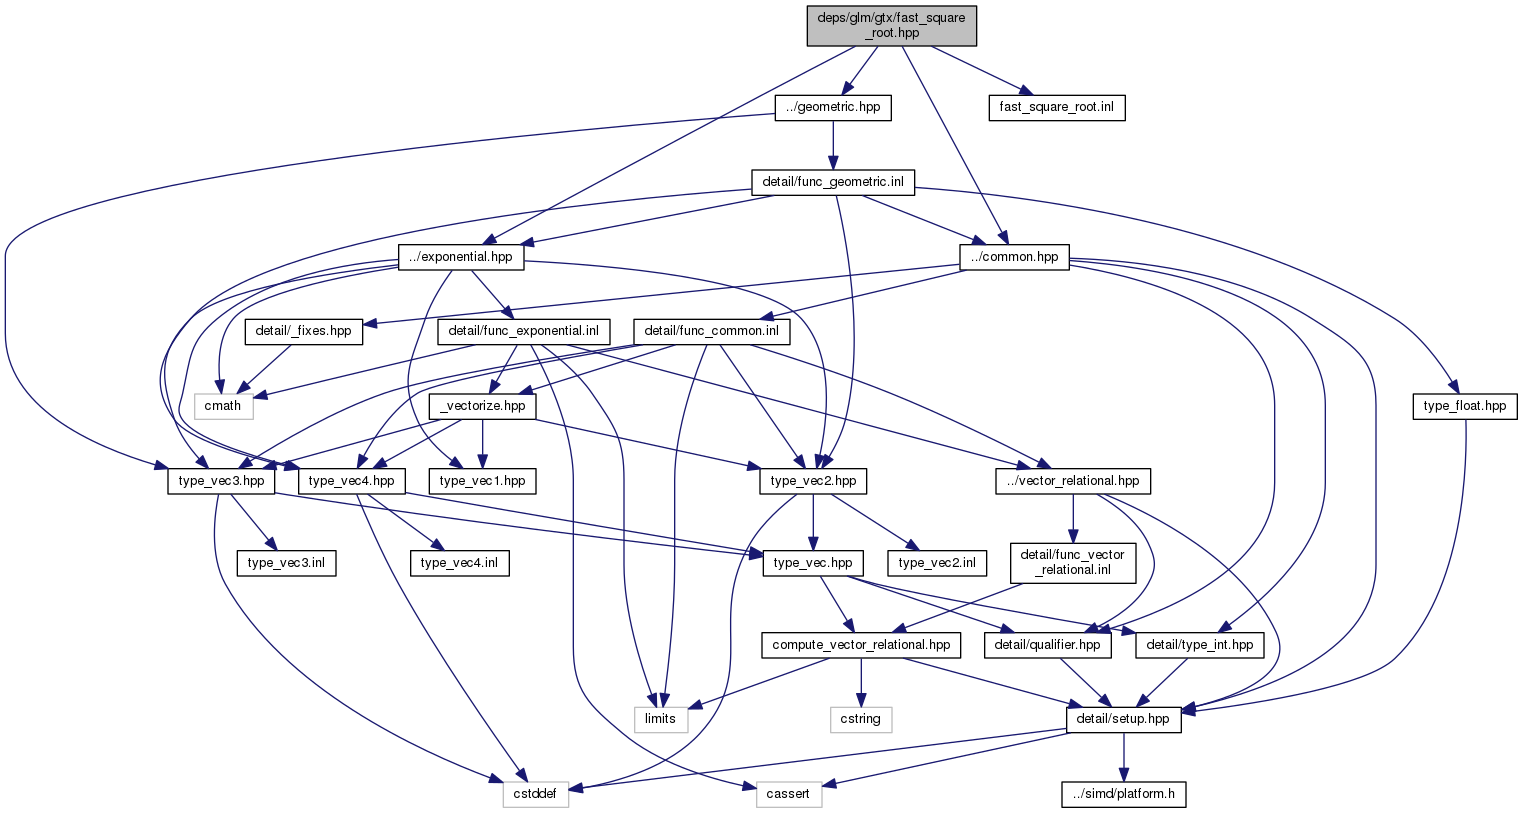 deps/glm/gtx/fast_square
_root.hpp
../geometric.hpp
fast_square_root.inl
detail/func_geometric.inl
../exponential.hpp
../common.hpp
detail/_fixes.hpp
detail/func_exponential.inl
detail/func_common.inl
cmath
_vectorize.hpp
type_float.hpp
type_vec3.hpp
type_vec4.hpp
type_vec1.hpp
type_vec2.hpp
../vector_relational.hpp
type_vec3.inl
type_vec4.inl
type_vec.hpp
type_vec2.inl
detail/func_vector
_relational.inl
compute_vector_relational.hpp
detail/qualifier.hpp
detail/type_int.hpp
limits
cstring
detail/setup.hpp
cstddef
cassert
../simd/platform.h